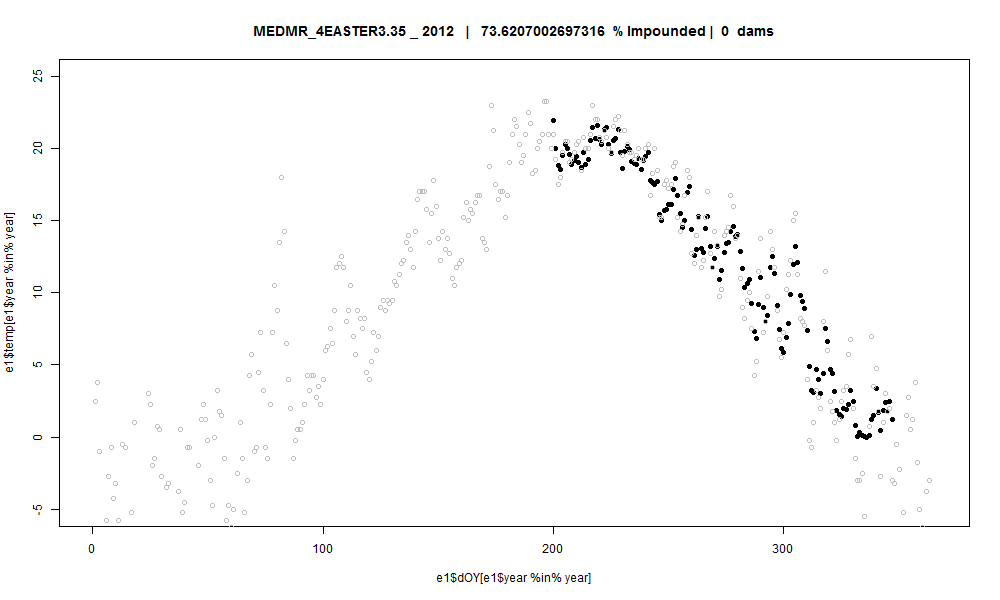 MEDMR_4EASTER3.35 _ 2012 | 73.6207002697316 % Impounded | 0 dams
e1$temp[e1$year %in% year]
25
20
15
10
5
0
-5
0 100 200 300
e1$dOY[e1$year %in% year]